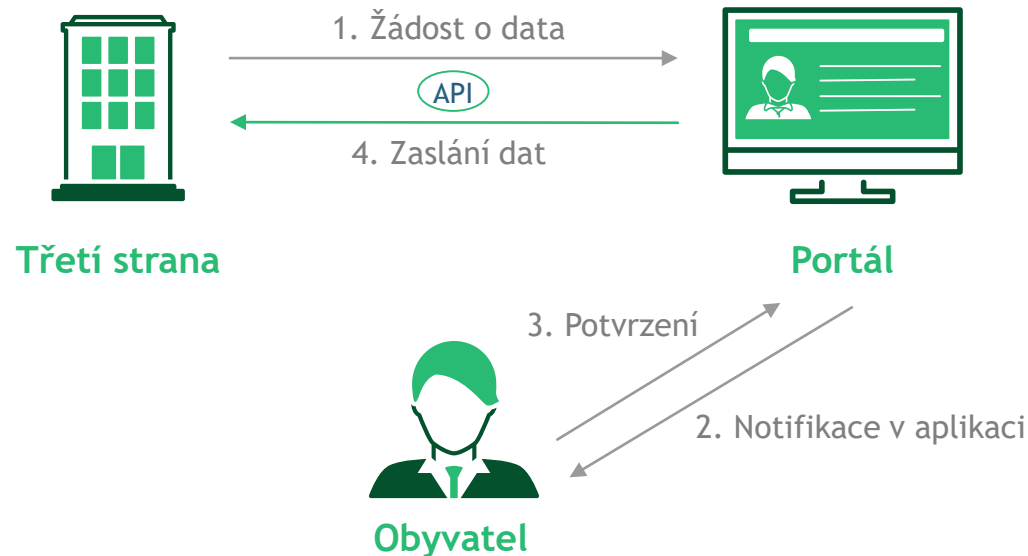 1. Žádost o data
API
4. Zaslání dat
Třetí strana
Portál
3. Potvrzení
2. Notifikace v aplikaci
Obyvatel